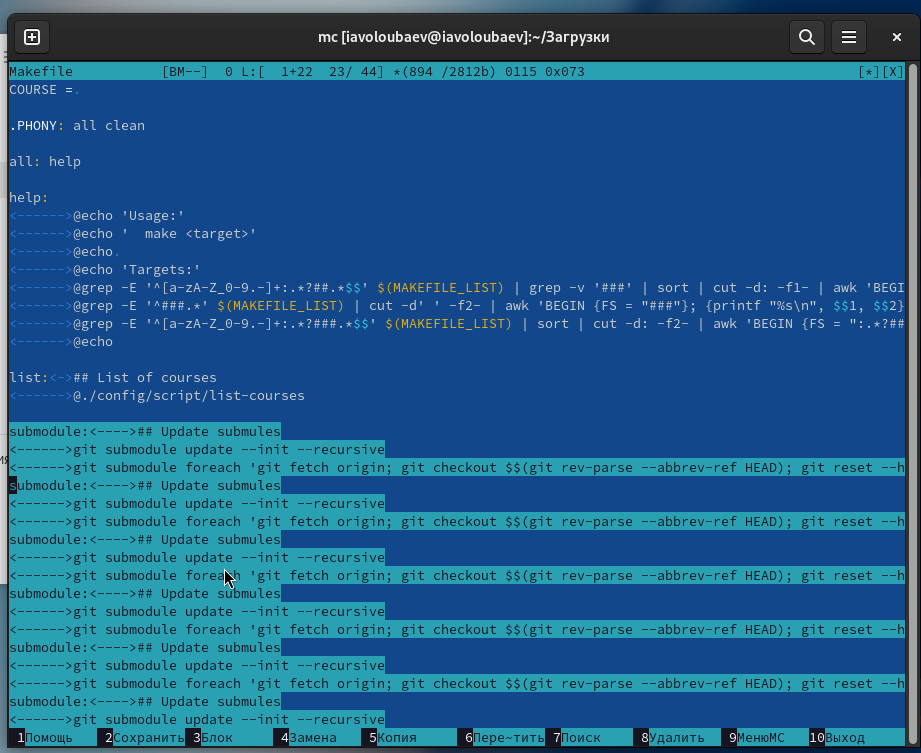 mc [iavoloubaev@iavoloubaev]:~/Загрузки
Makefile [BM--] 0 L:[ 1+22 23/ 44] *(894 /2812b) 0115 0x073 [*][X]
COURSE =.
.PHONY: all clean
all: help
help:
<------>@echo 'Usage:'
<------>@echo '  make <target>'
<------>@echo.
<------>@echo 'Targets:'
<------>@grep -E '^[a-zA-Z_0-9.-]+:.*?##.*$$' $(MAKEFILE_LIST) | grep -v '###' | sort | cut -d: -f1- | awk 'BEGI
<------>@grep -E '^###.*' $(MAKEFILE_LIST) | cut -d' ' -f2- | awk 'BEGIN {FS = "###"}; {printf "%s\n", $$1, $$2}
<------>@grep -E '^[a-zA-Z_0-9.-]+:.*?###.*$$' $(MAKEFILE_LIST) | sort | cut -d: -f2- | awk 'BEGIN {FS = ":.*?##
<------>@echo
list:<->## List of courses
<------>@./config/script/list-courses
submodule:<---->## Update submules
<------>git submodule update --init --recursive
<------>git submodule foreach 'git fetch origin; git checkout $$(git rev-parse --abbrev-ref HEAD); git reset --h
submodule:<---->## Update submules
<------>git submodule update --init --recursive
<------>git submodule foreach 'git fetch origin; git checkout $$(git rev-parse --abbrev-ref HEAD); git reset --h
submodule:<---->## Update submules
<------>git submodule update --init --recursive
<------>git submodule foreach 'git fetch origin; git checkout $$(git rev-parse --abbrev-ref HEAD); git reset --h
submodule:<---->## Update submules
<------>git submodule update --init --recursive
<------>git submodule foreach 'git fetch origin; git checkout $$(git rev-parse --abbrev-ref HEAD); git reset --h
submodule:<---->## Update submules
<------>git submodule update --init --recursive
<------>git submodule foreach 'git fetch origin; git checkout $$(git rev-parse --abbrev-ref HEAD); git reset --h
submodule:<---->## Update submules
<------>git submodule update --init --recursive
1Помощь 2Сохранить 3Блок 4Замена 5Копия 6Пере~тить 7Поиск 8Удалить 9МенюMC 10Выход